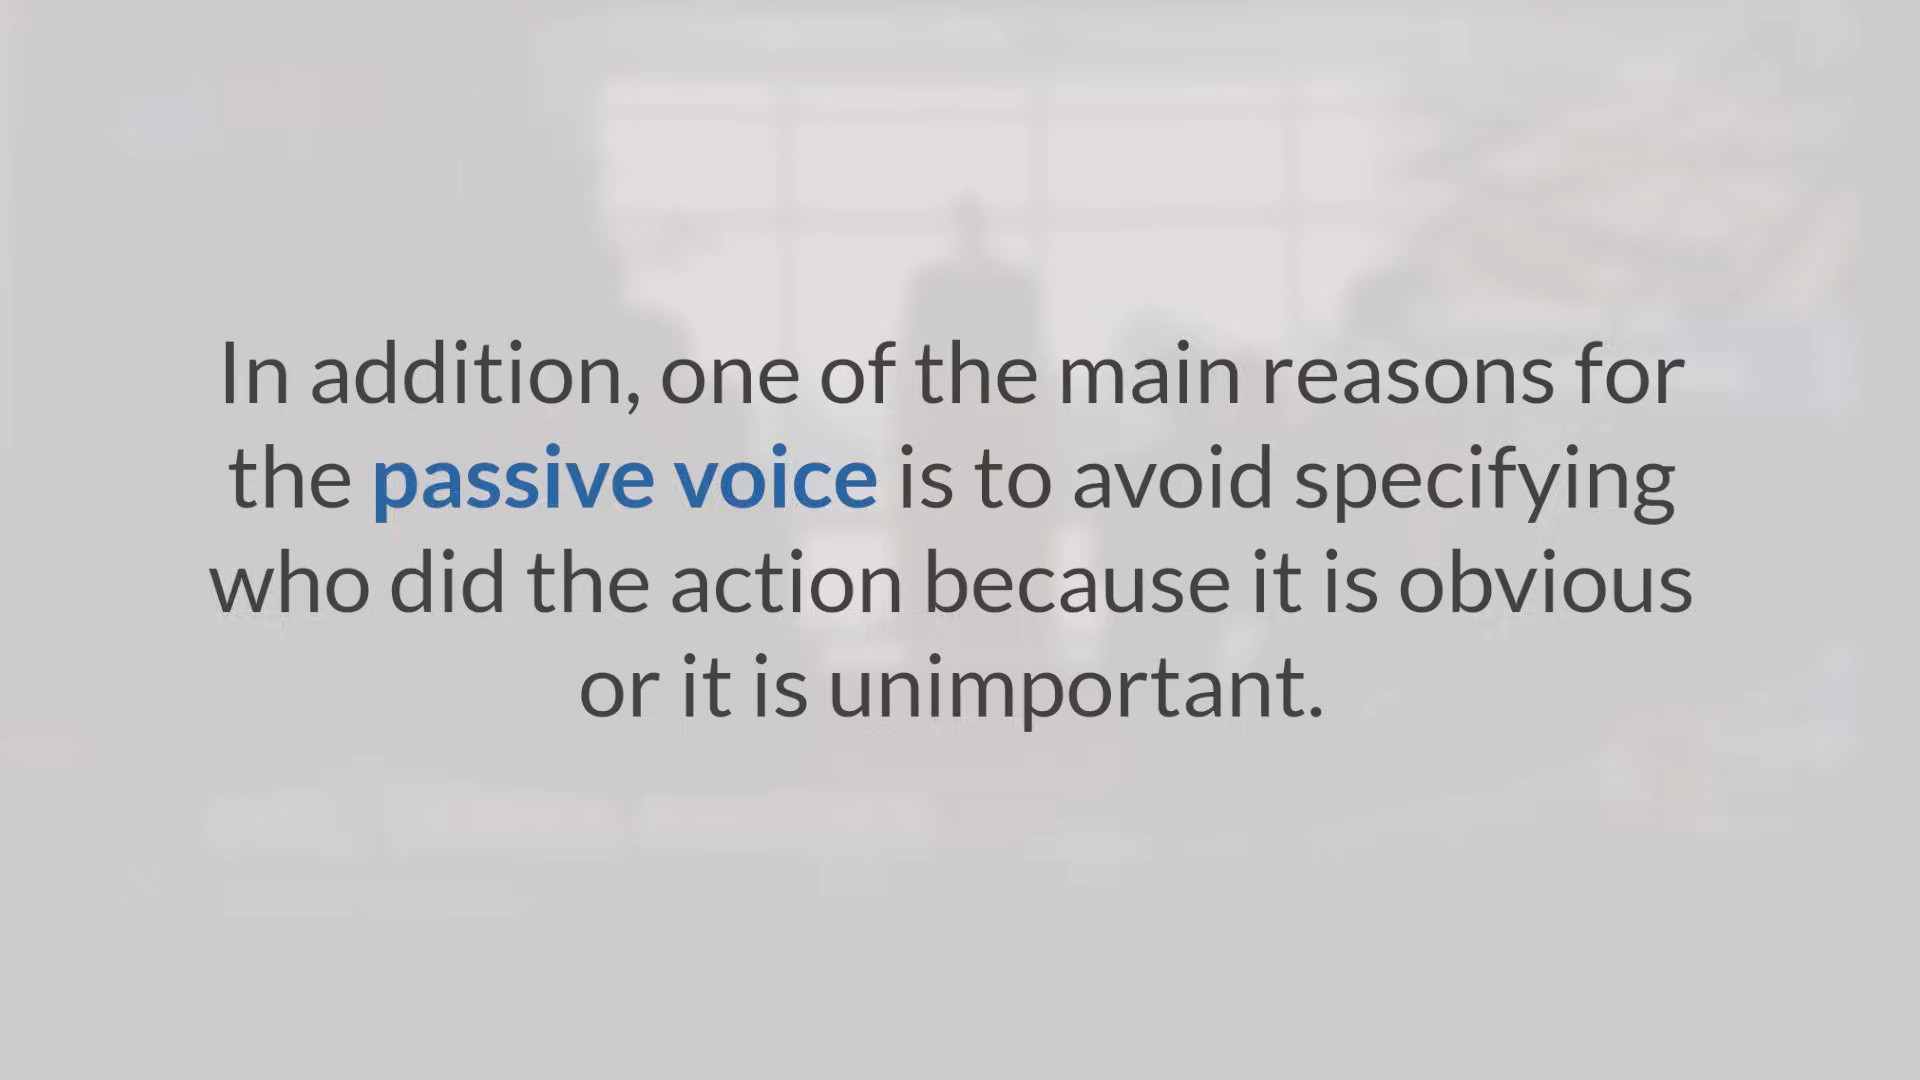 In addition, one of the main reasons for
the passive voice is to avoid specifying
who did the action because it is obvious
or it is unimportant.